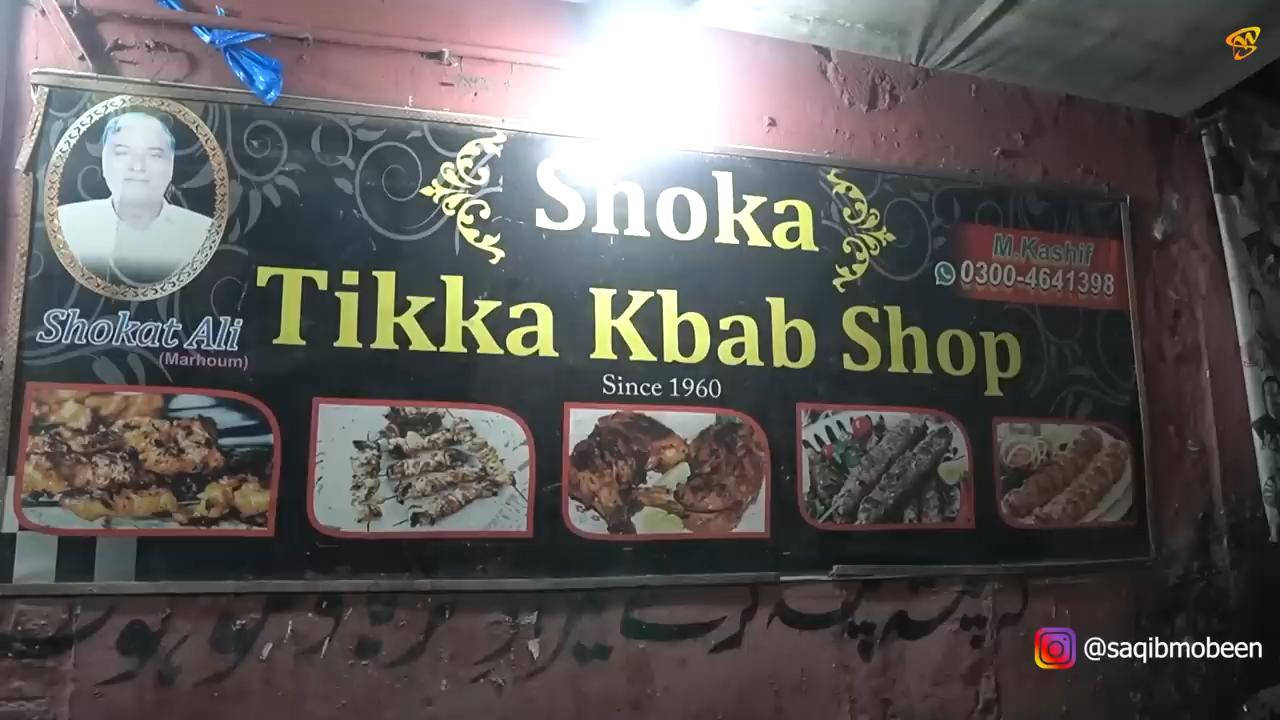 Shoka
Tikka Kbab Shop
Since 1960
Shokat Ali
(Marhoum)
M.Kashif
0300-4641398
@saqibmobeen